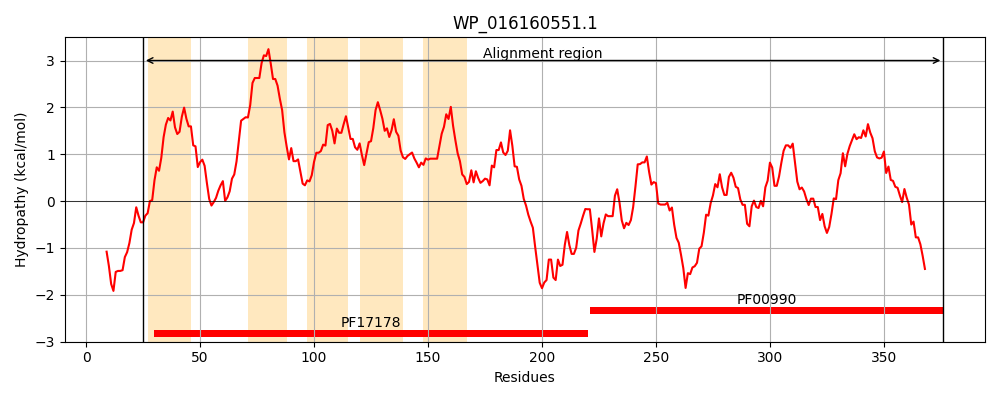 WP_016160551.1
Alignment region
Hydropathy (kcal/mol)
3
2
1
0
−1
−2
−3
PF00990
PF17178
0 50 100 150 200 250 300 350
Residues